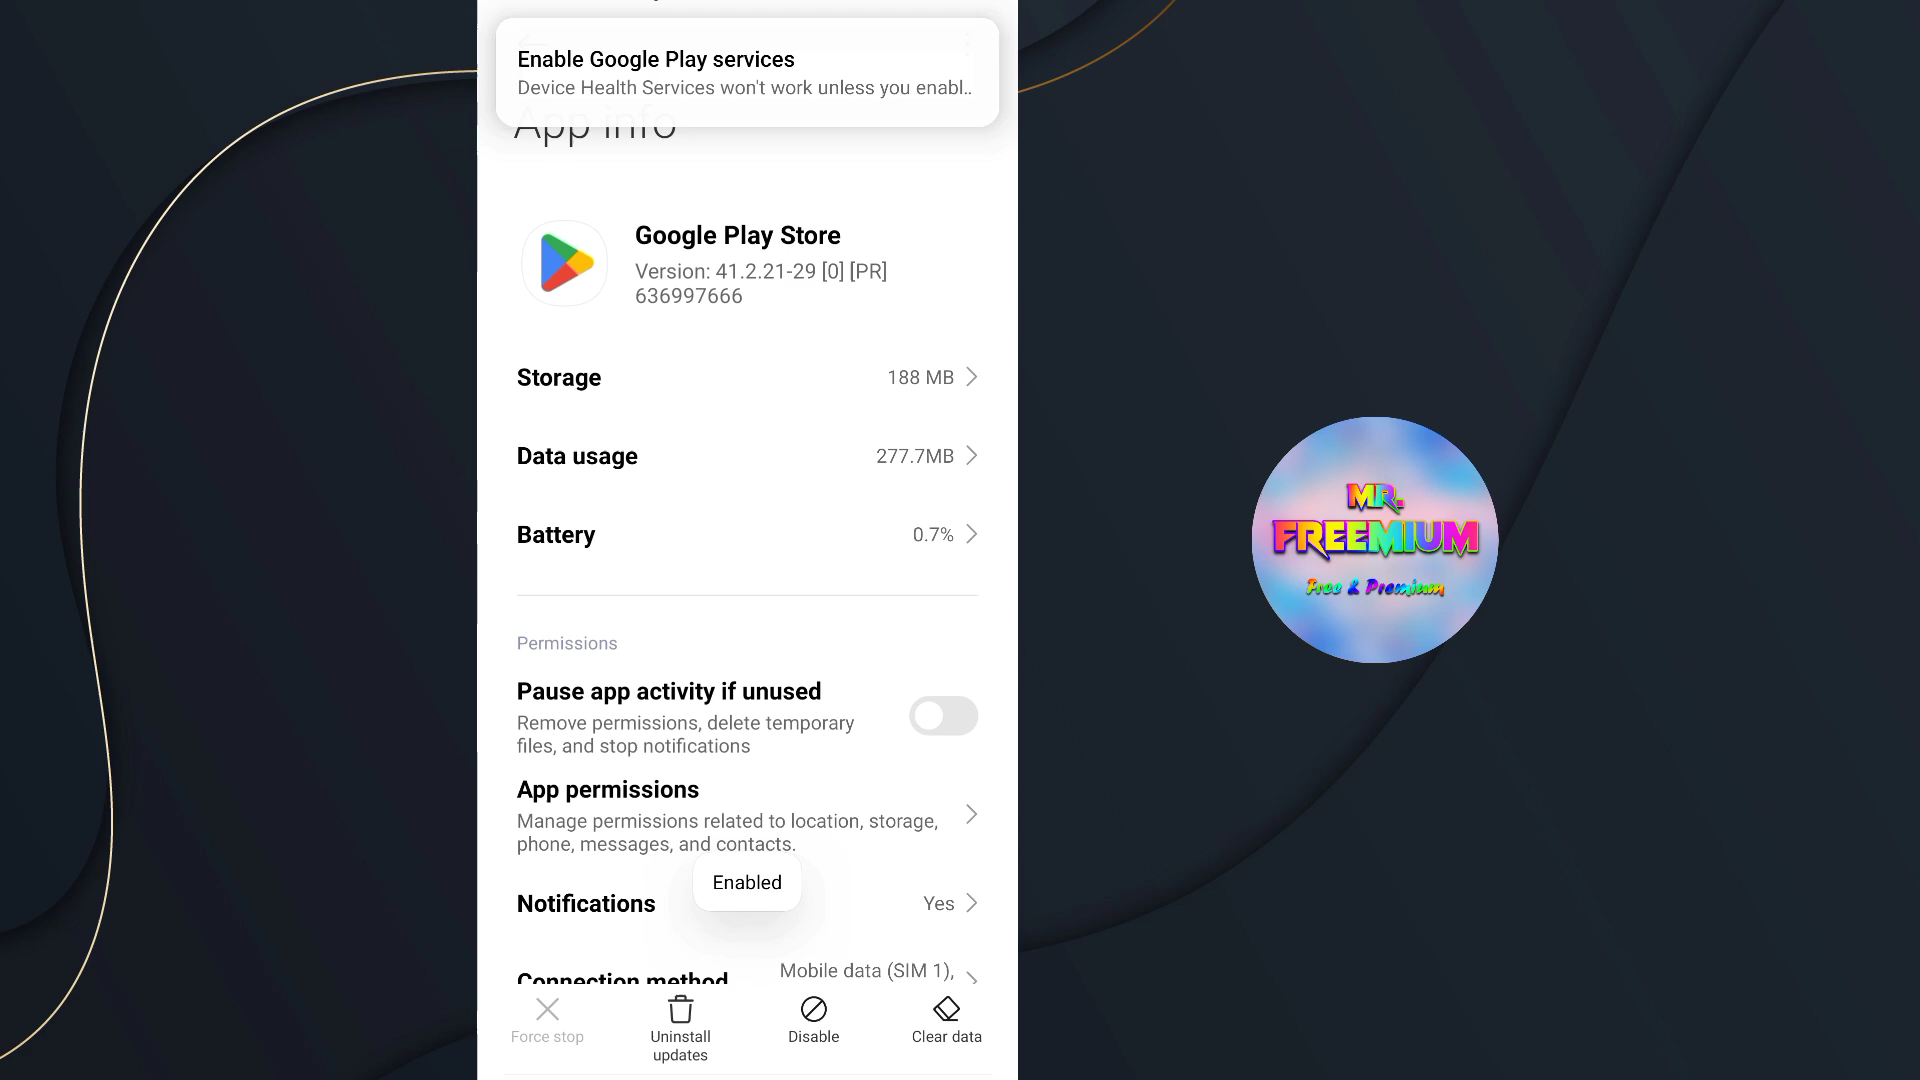 Enable Google Play services
Device Health Services won't work unless you enabl..
App info
Google Play Store
Version: 41.2.21-29 [0] [PR]
636997666
Storage
188 MB
Data usage
277.7MB
Battery
0.7%
Permissions
Pause app activity if unused
Remove permissions, delete temporary
files, and stop notifications
App permissions
Manage permissions related to location, storage,
phone, messages, and contacts.
Enabled
Notifications
Yes
Connection method
Mobile data (SIM 1),
Force stop
Uninstall
updates
Disable
Clear data
MR.
FREEMIUM
Free & Premium